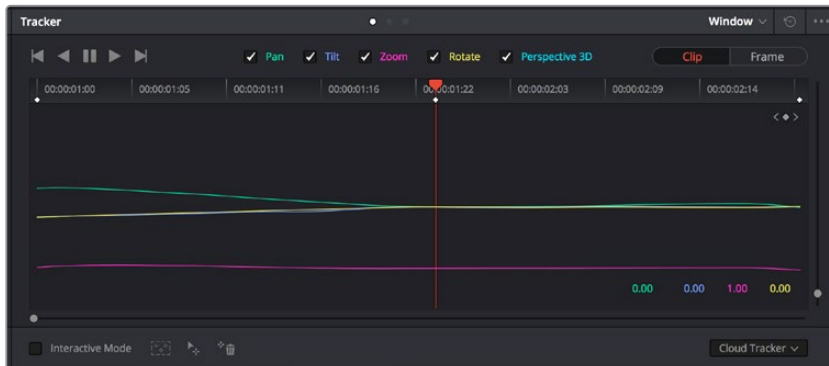 Tracker Window
Pan Tilt Zoom Rotate Perspective 3D Clip Frame
00:00:01:00 00:00:01:05 00:00:01:11 00:00:01:16 00:00:01:22 00:00:02:03 00:00:02:09 00:00:02:14
0.00 0.00 1.00 0.00
Interactive Mode Cloud Tracker